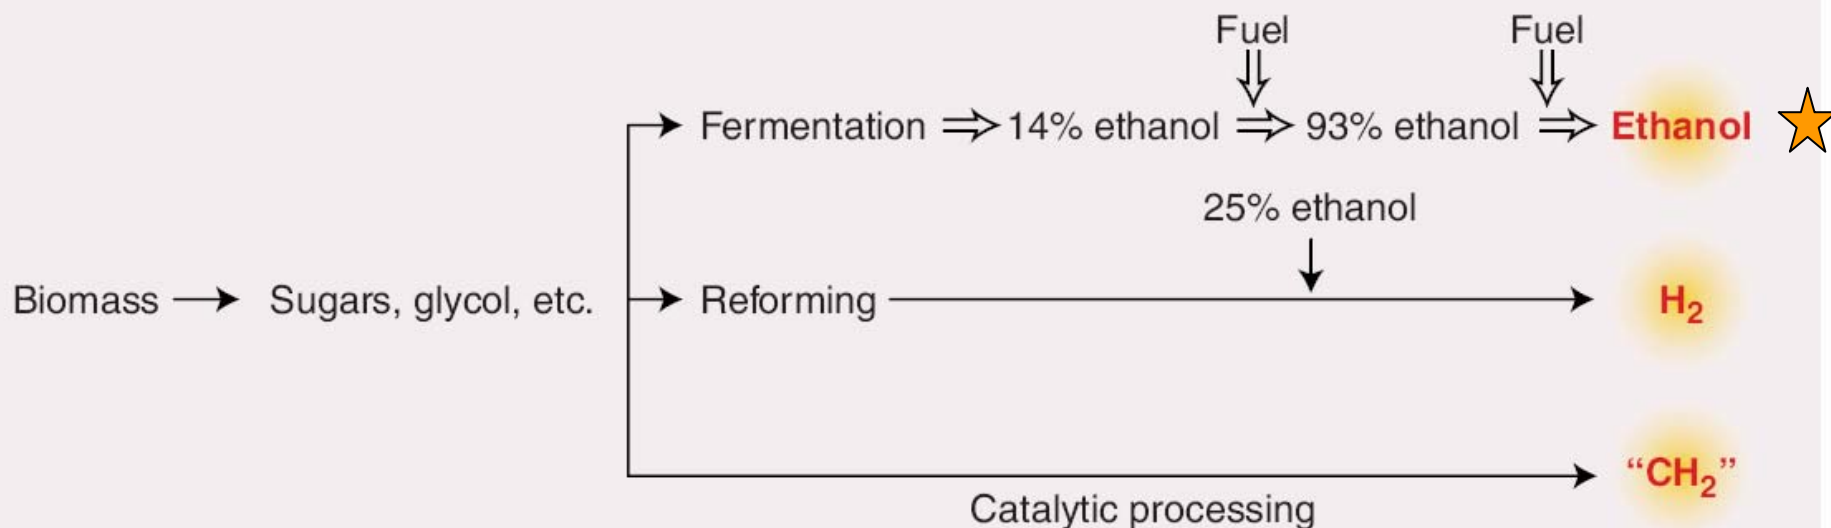 Fuel Fuel
Fermentation 14% ethanol 93% ethanol Ethanol
25% ethanol
Biomass Sugars, glycol, etc. Reforming H₂
“CH₂”
Catalytic processing